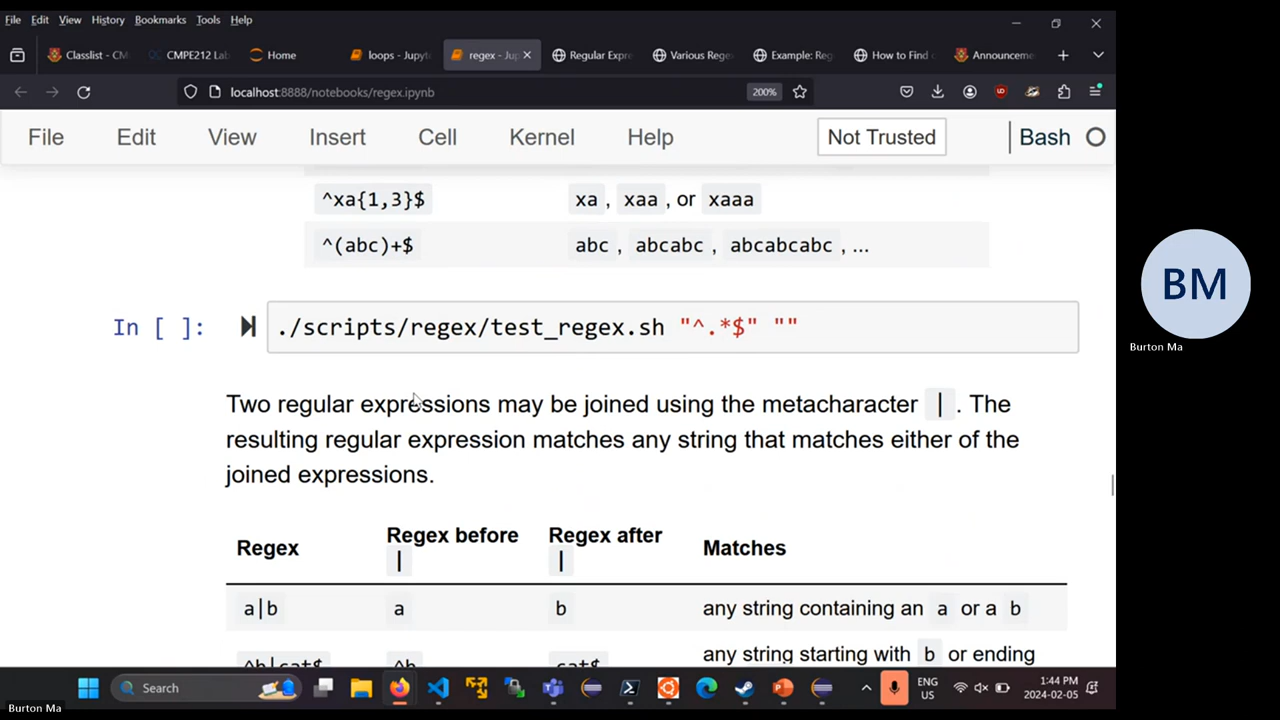 File Edit View History Bookmarks Tools Help
Classlist - CM
CMPE212 Lab
Home
loops - Jupyt
regex - Jup
Regular Expre
Various Rege
Example: Reg
How to Find a
Announceme
localhost:8888/notebooks/regex.ipynb
200%
File Edit View Insert Cell Kernel Help Not Trusted Bash
^xa{1,3}$ xa , xaa , or xaaa
^(abc)+$ abc , abcabc , abcabcabc , ...
In [ ]: ./scripts/regex/test_regex.sh "^.*$" ""
Two regular expressions may be joined using the metacharacter | . The
resulting regular expression matches any string that matches either of the
joined expressions.
Regex Regex before | Regex after | Matches
a|b a b any string containing an a or a b
^b|cat$ ^b cat$ any string starting with b or ending
Search
ENG
US
1:44 PM
2024-02-05
BM
Burton Ma
Burton Ma